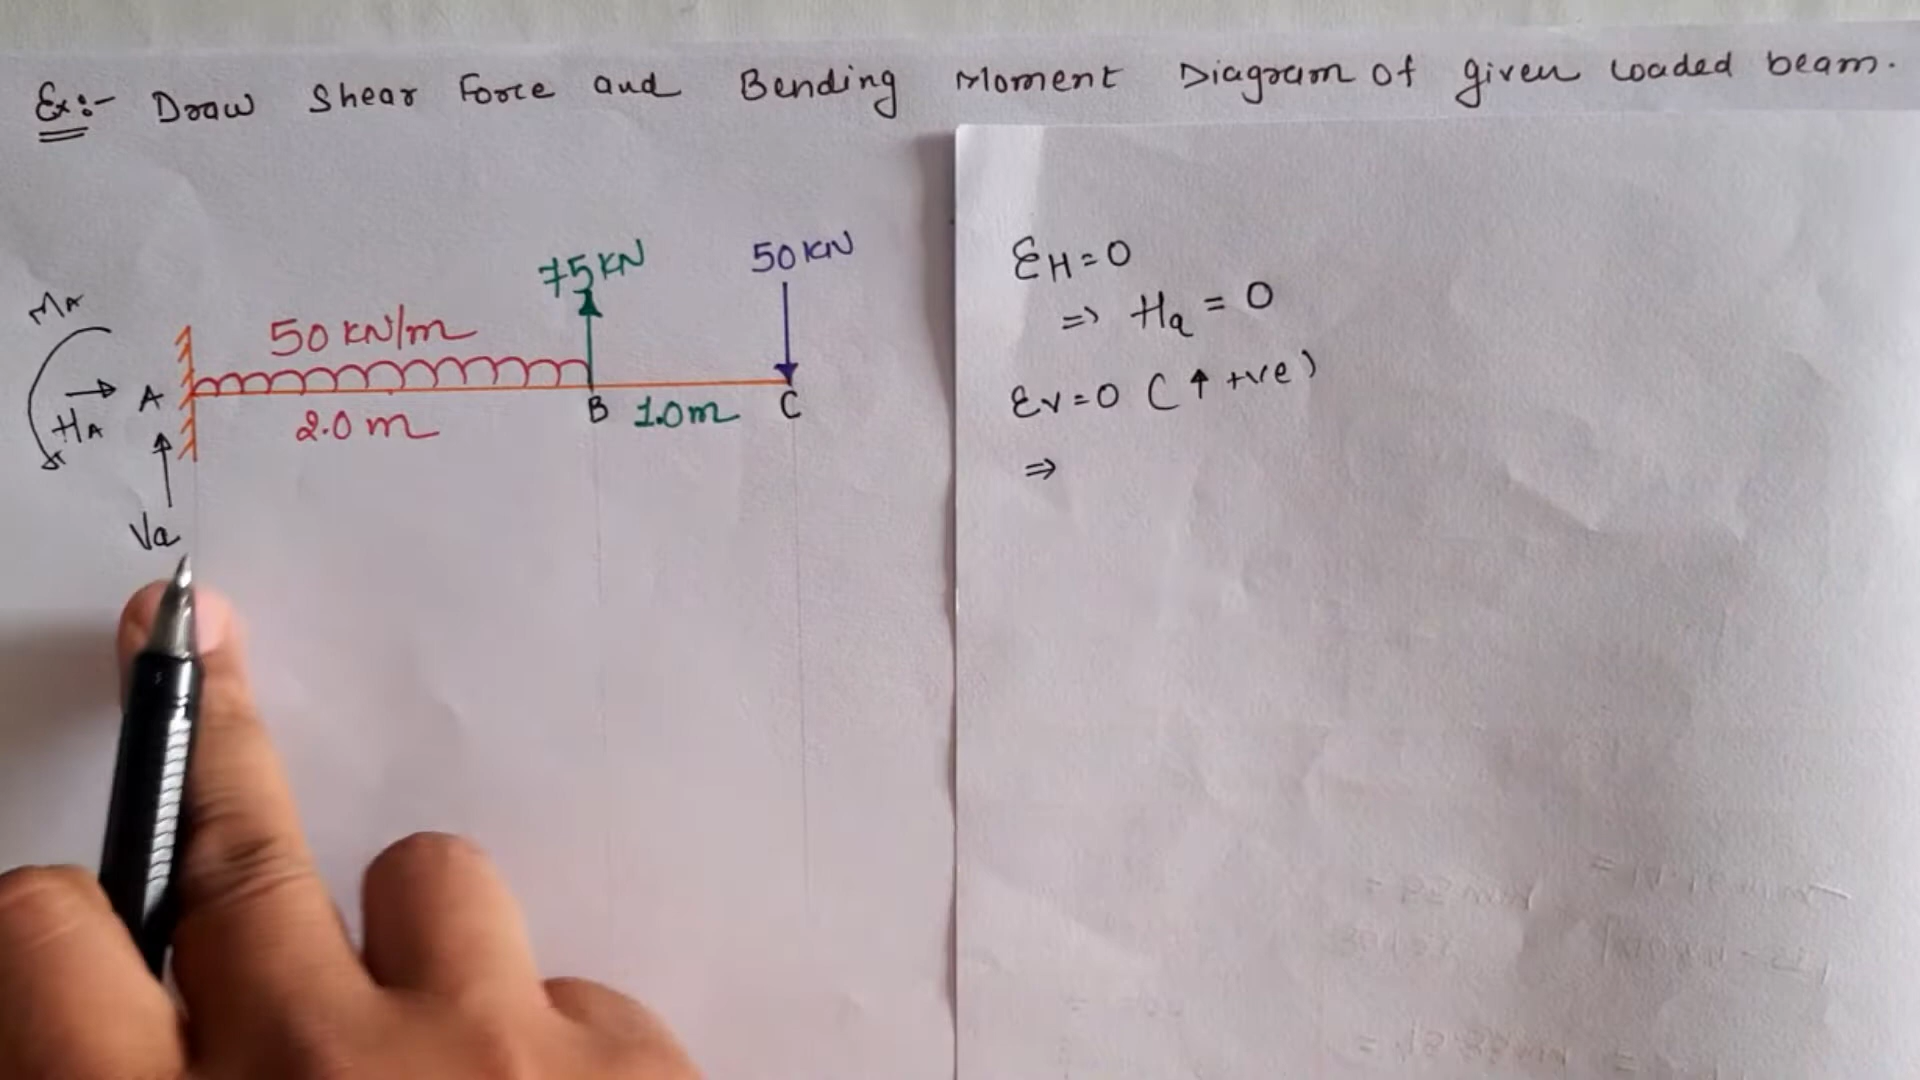 Ex:- Draw Shear Force and Bending Moment Diagram of given loaded beam.
75 KN
50 KN
MA
50 KN/m
A
HA
2.0 m
B
1.0m
C
Va
ΣH = 0
⇒ Ha = 0
ΣV = 0 (↑ +ve)
⇒